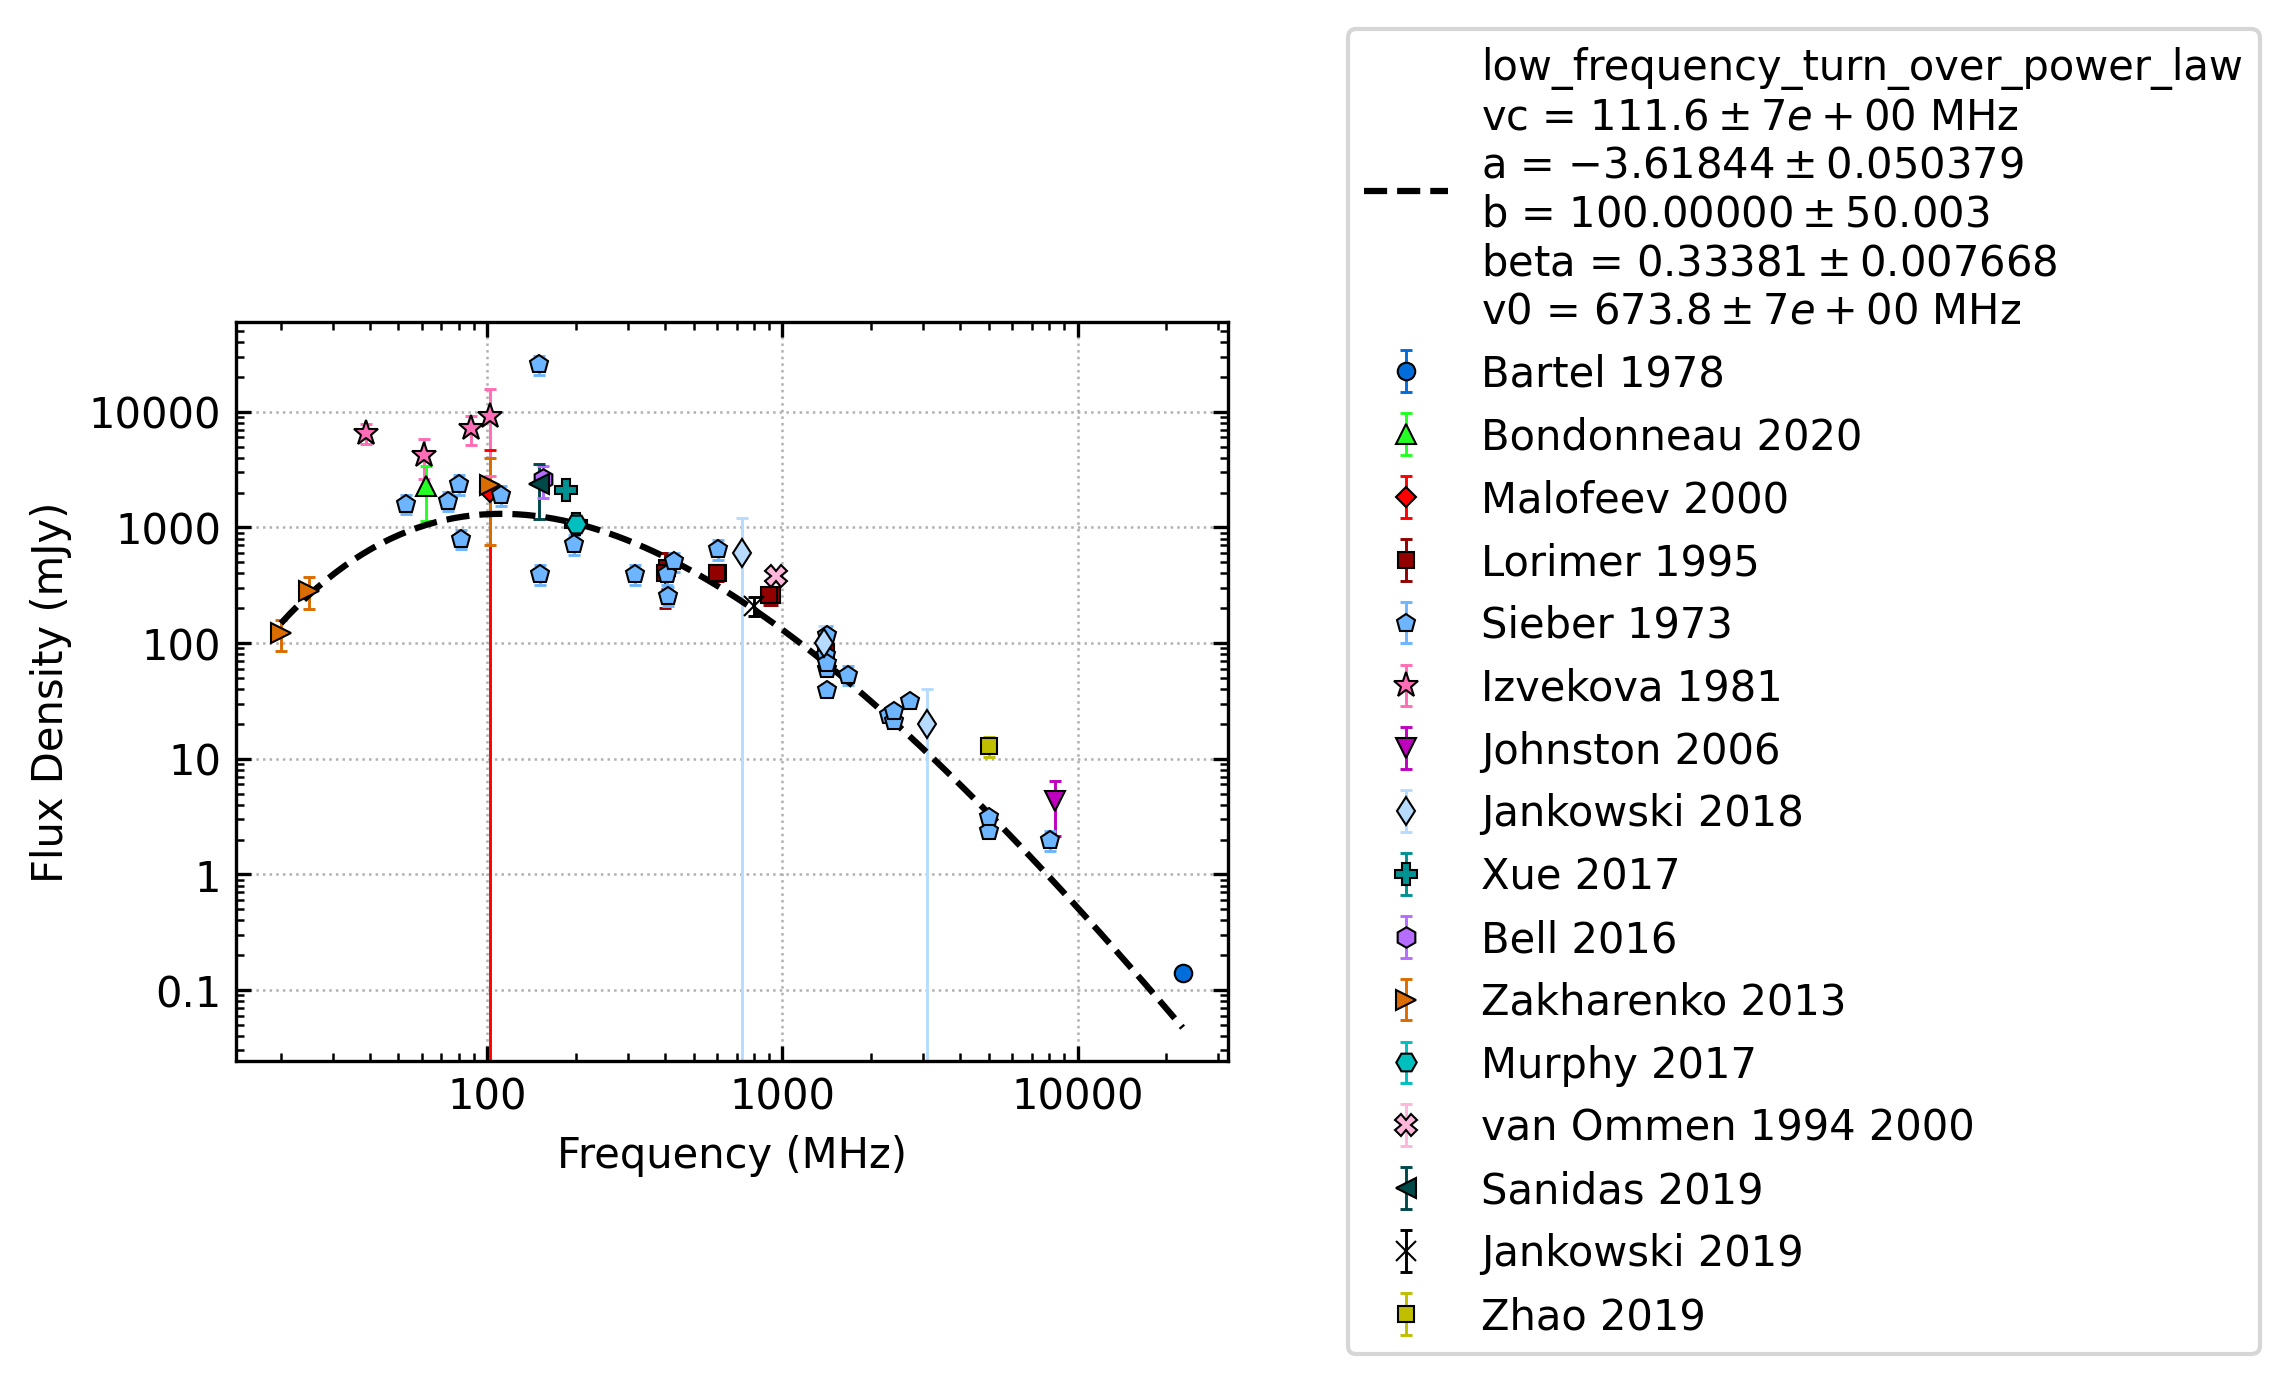 low_frequency_turn_over_power_law
vc = 111.6 ± 7e + 00 MHz
a = −3.61844 ± 0.050379
b = 100.00000 ± 50.003
beta = 0.33381 ± 0.007668
v0 = 673.8 ± 7e + 00 MHz
Bartel 1978
Bondonneau 2020
Malofeev 2000
Lorimer 1995
Sieber 1973
Izvekova 1981
Johnston 2006
Jankowski 2018
Xue 2017
Bell 2016
Zakharenko 2013
Murphy 2017
van Ommen 1994 2000
Sanidas 2019
Jankowski 2019
Zhao 2019
Flux Density (mJy)
10000
1000
100
10
1
0.1
100 1000 10000
Frequency (MHz)